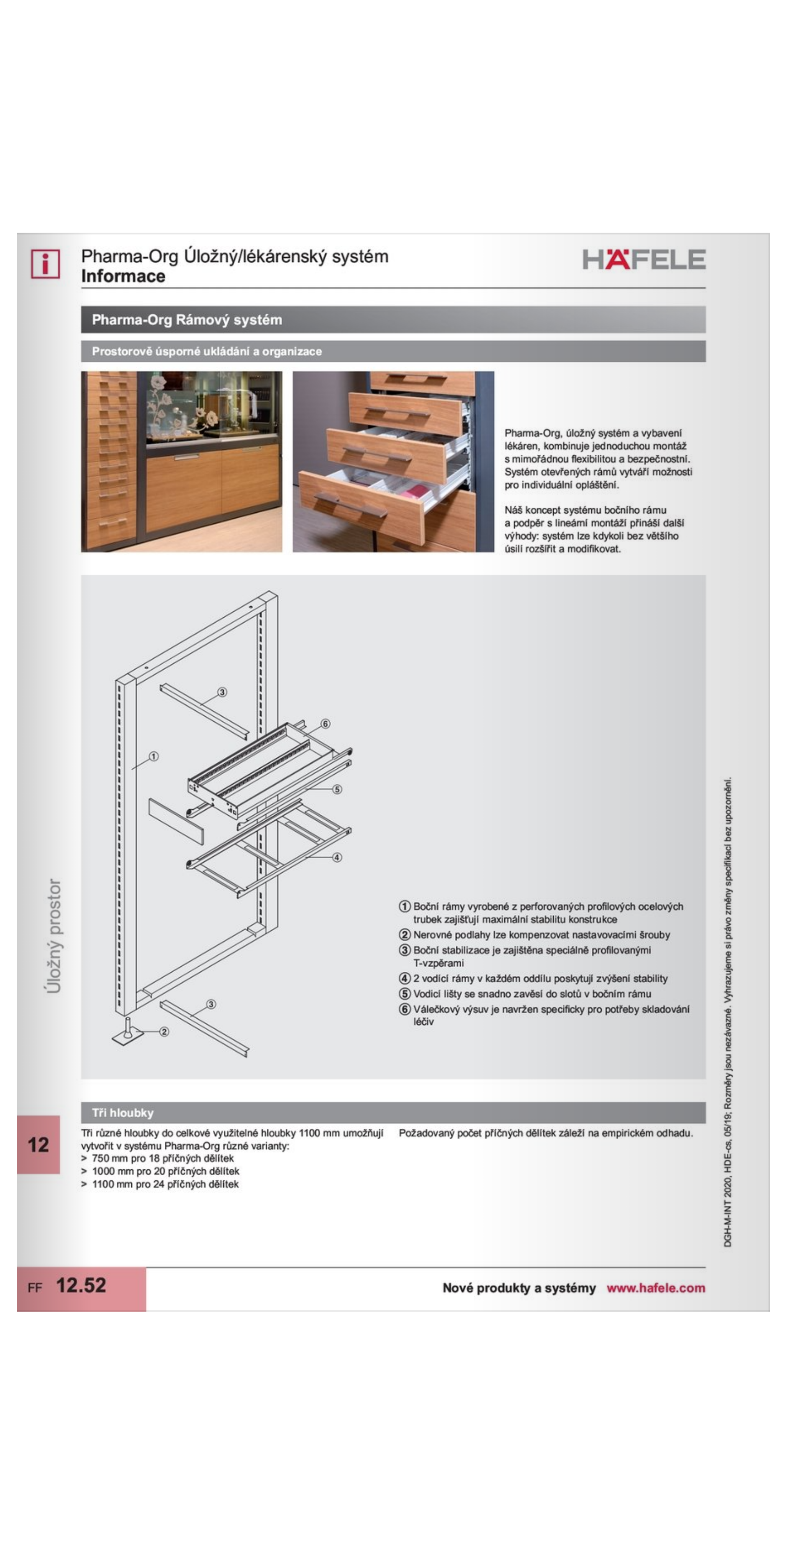 Pharma-Org Úložný/lékárenský systém
Informace
HÄFELE
Pharma-Org Rámový systém
Prostorově úsporné ukládání a organizace
Pharma-Org, úložný systém a vybavení
lékáren, kombinuje jednoduchou montáž
s mimořádnou flexibilitou a bezpečnostní.
Systém otevřených rámů vytváří možnosti
pro individuální opláštění.
Náš koncept systému bočního rámu
a podpěr s lineární montáží přináší další
výhody: systém lze kdykoli bez většího
úsilí rozšířit a modifikovat.
3
6
1
5
4
3
2
1 Boční rámy vyrobené z perforovaných profilových ocelových
trubek zajišťují maximální stabilitu konstrukce
2 Nerovné podlahy lze kompenzovat nastavovacími šrouby
3 Boční stabilizace je zajištěna speciálně profilovanými
T-vzpěrami
4 2 vodicí rámy v každém oddílu poskytují zvýšení stability
5 Vodicí lišty se snadno zavěsí do slotů v bočním rámu
6 Válečkový výsuv je navržen specificky pro potřeby skladování
léčiv
Úložný prostor
DGH-M-INT 2020, HDE-cs, 05/19; Rozměry jsou nezávazné. Vyhrazujeme si právo změny specifikací bez upozornění.
Tři hloubky
Tři různé hloubky do celkové využitelné hloubky 1100 mm umožňují
vytvořit v systému Pharma-Org různé varianty:
> 750 mm pro 18 příčných dělítek
> 1000 mm pro 20 příčných dělítek
> 1100 mm pro 24 příčných dělítek
Požadovaný počet příčných dělítek záleží na empirickém odhadu.
12
FF 12.52
Nové produkty a systémy www.hafele.com